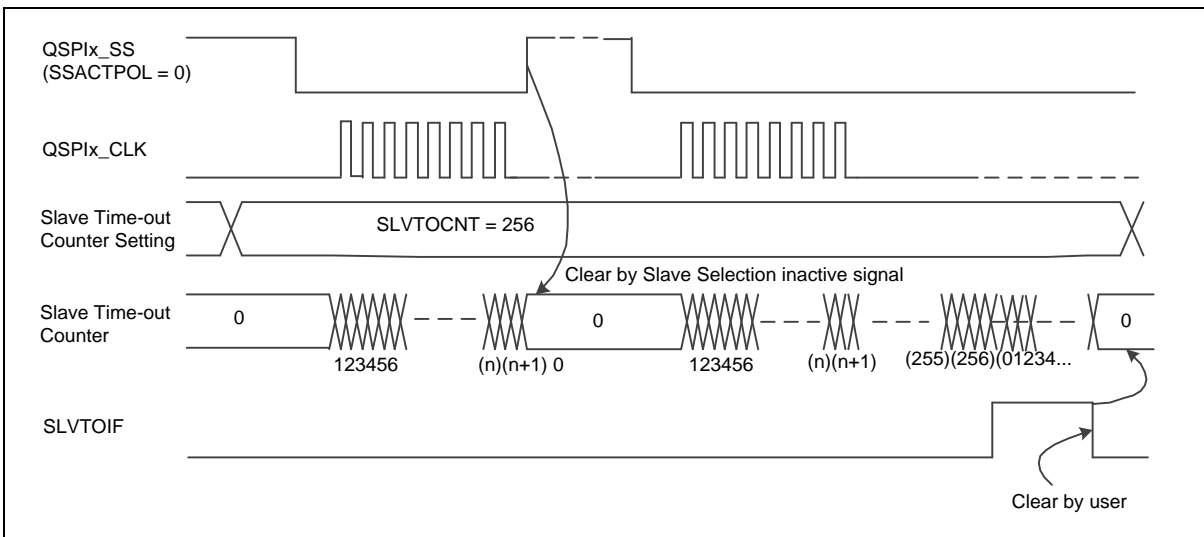 QSPIx_SS
(SSACTPOL = 0)
QSPIx_CLK
Slave Time-out
Counter Setting
SLVTOCNT = 256
Clear by Slave Selection inactive signal
Slave Time-out
Counter
0
0
0
123456
(n)(n+1) 0
123456
(n)(n+1)
(255)(256)(01234...
SLVTOIF
Clear by user